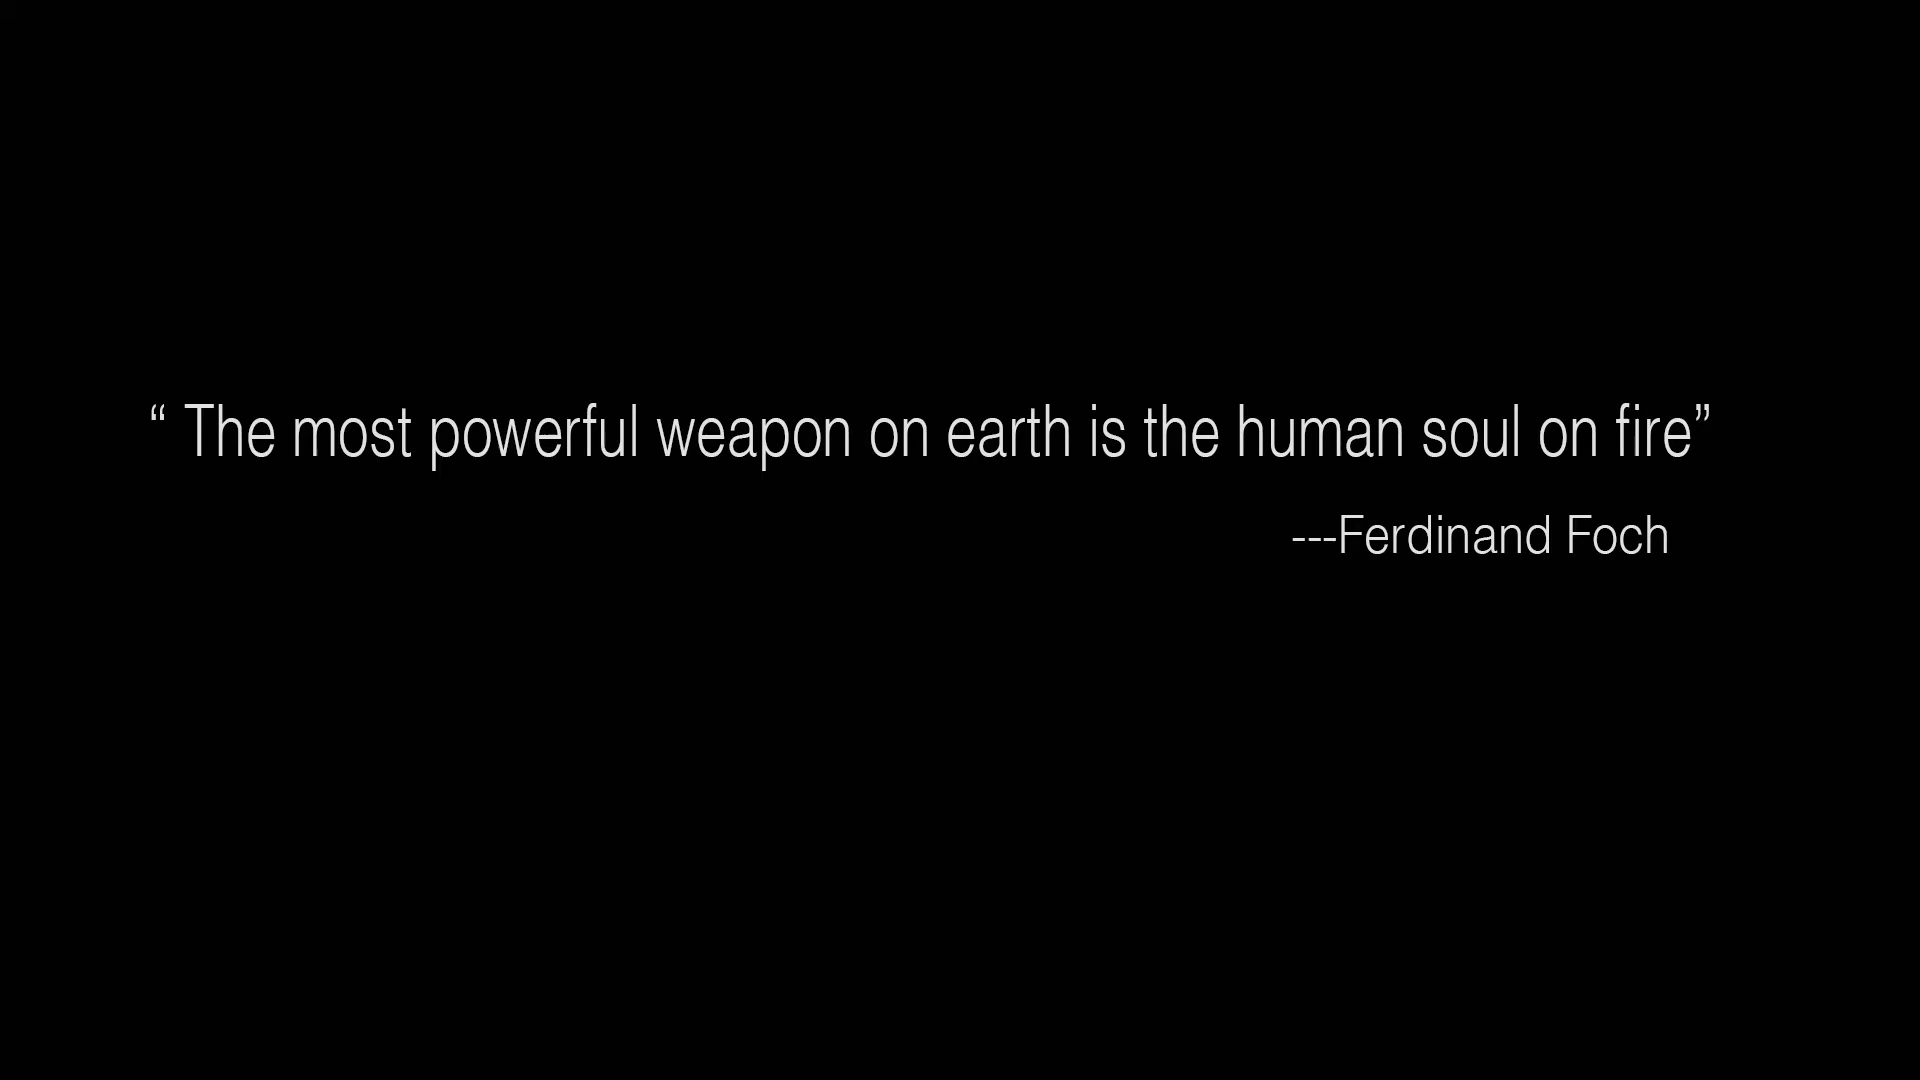 “ The most powerful weapon on earth is the human soul on fire”
---Ferdinand Foch